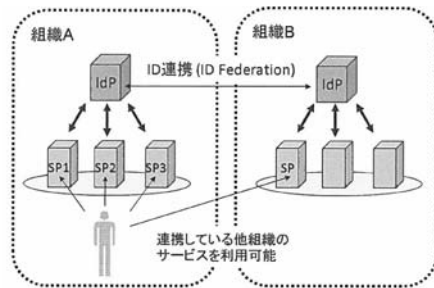 組織A
組織B
ID連携 (ID Federation)
IdP
IdP
SP1
SP2
SP3
SP
連携している他組織の
サービスを利用可能